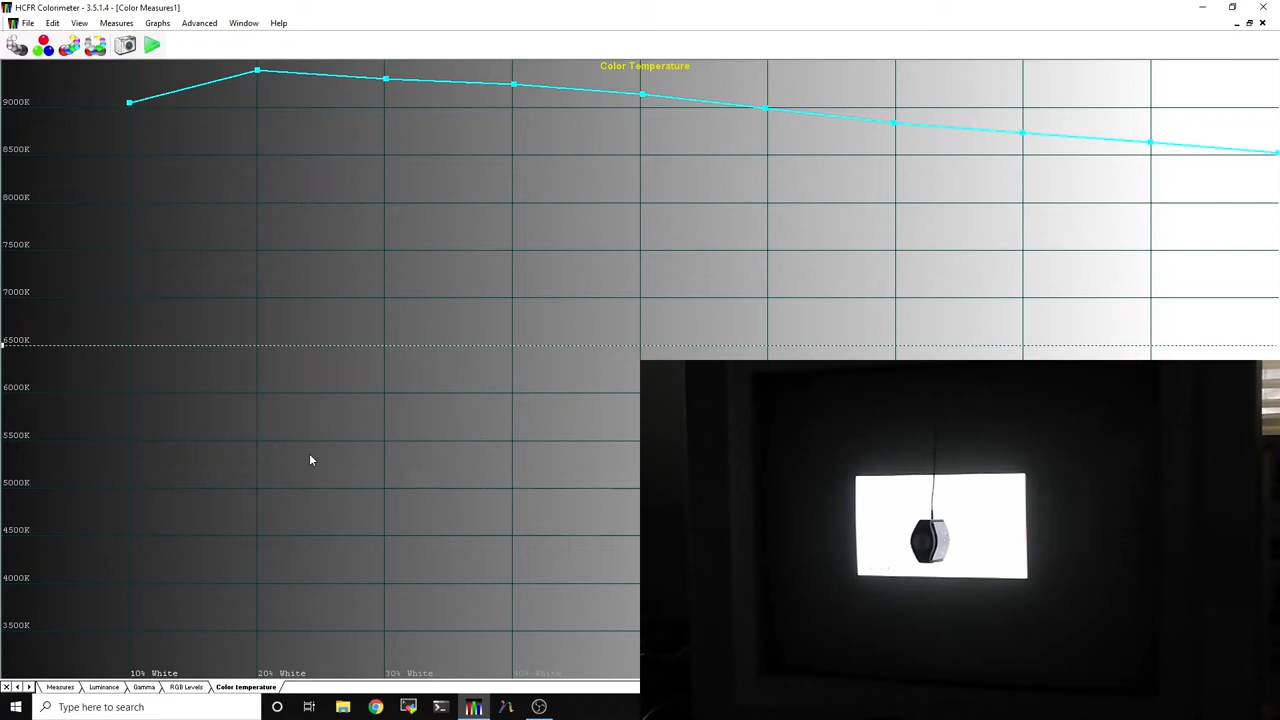 HCFR Colorimeter - 3.5.1.4 - [Color Measures1]
File Edit View Measures Graphs Advanced Window Help
Color Temperature
9000K
8500K
8000K
7500K
7000K
6500K
6000K
5500K
5000K
4500K
4000K
3500K
10% White 20% White 30% White 40% White
Measures Luminance Gamma RGB Levels Color temperature
Type here to search